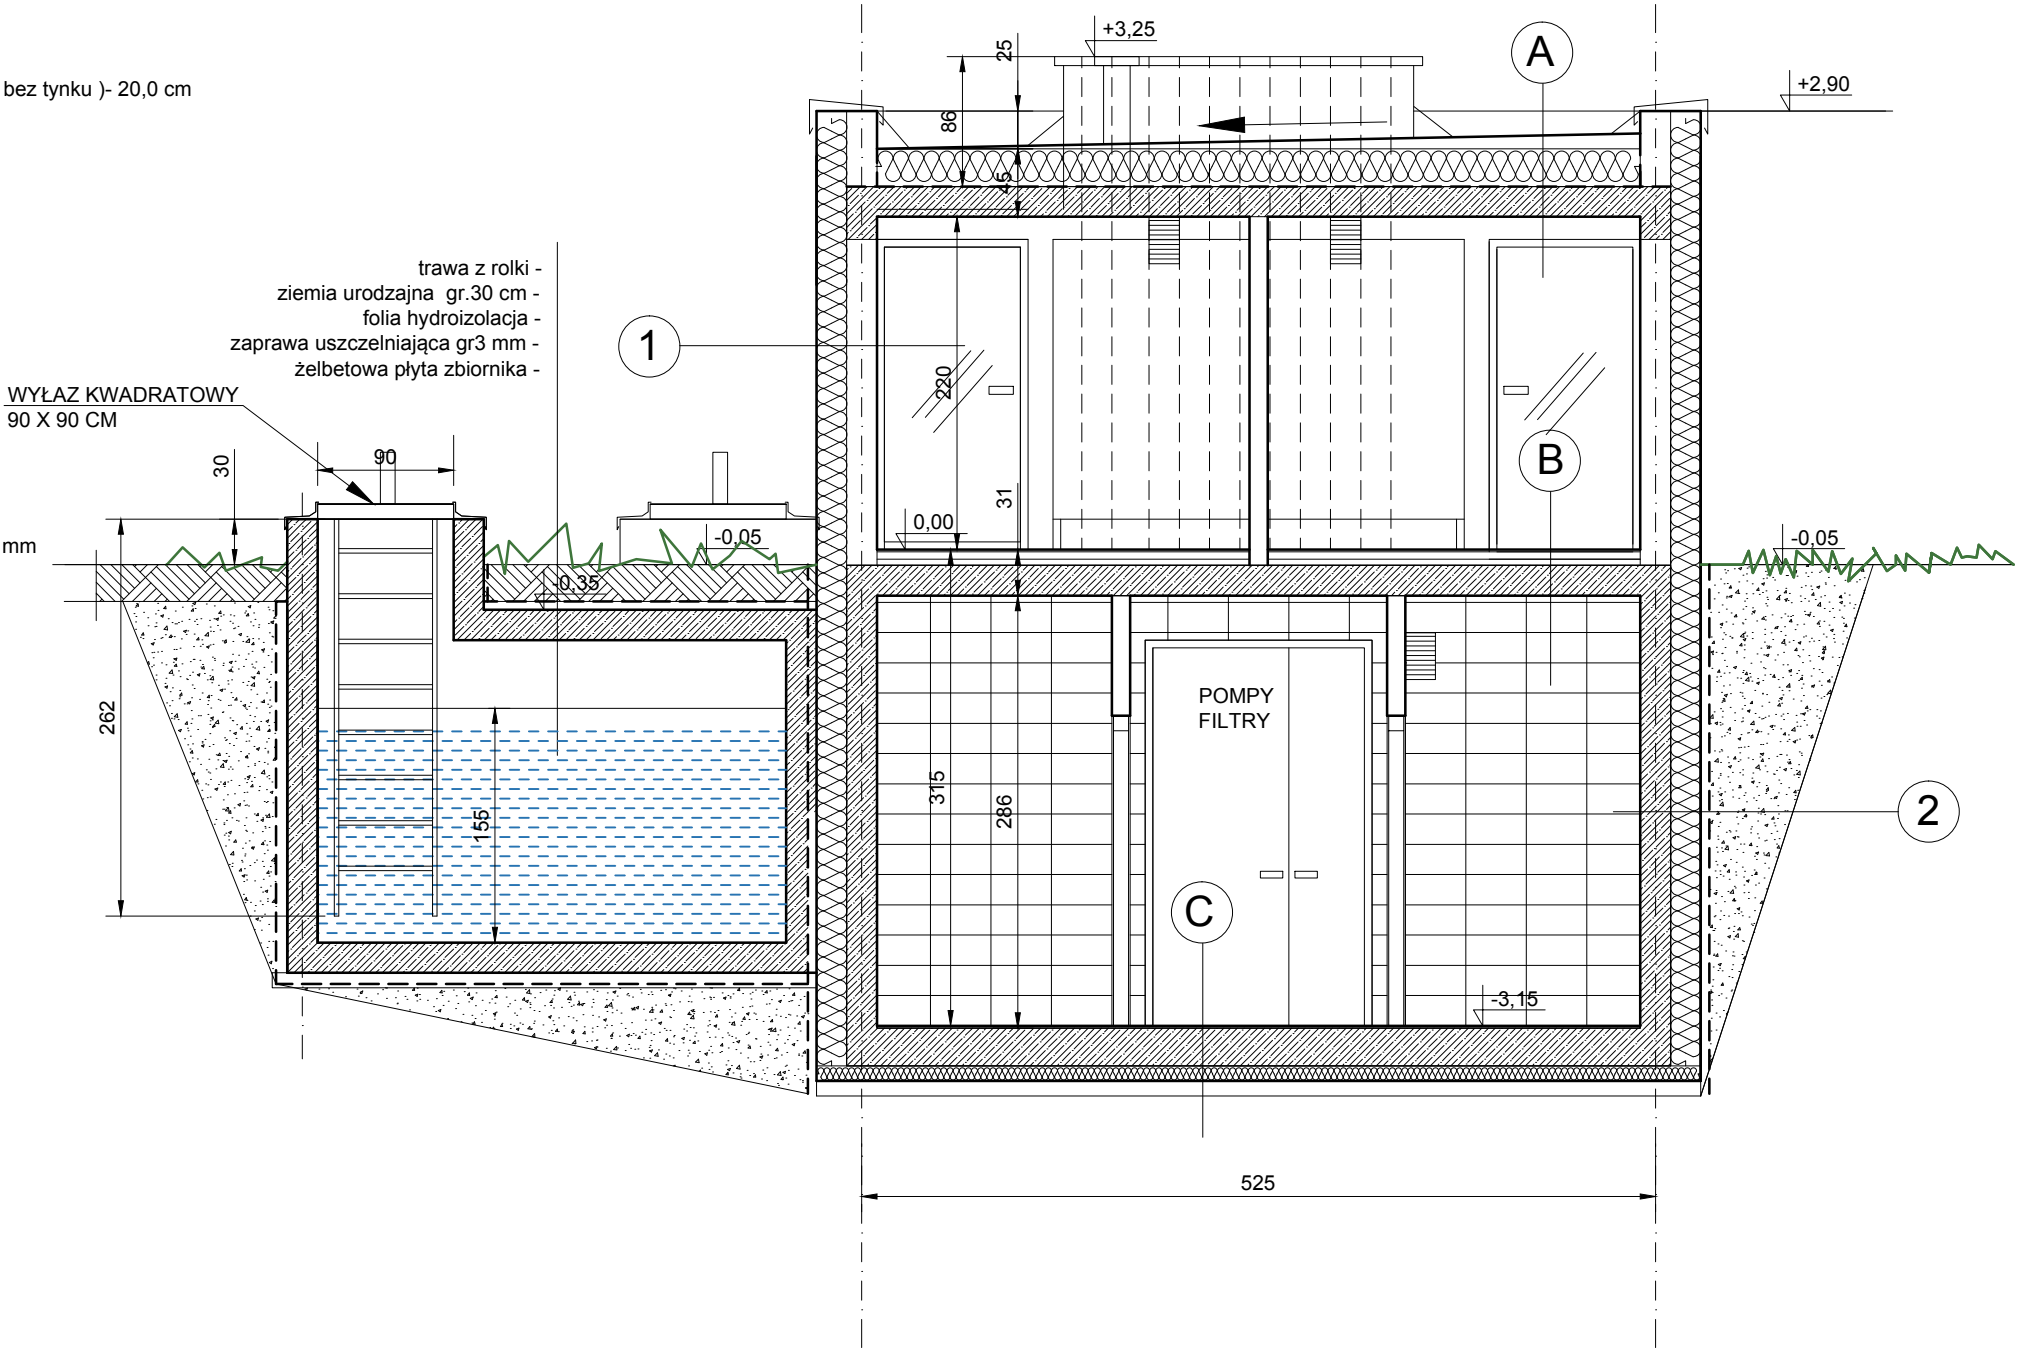 +3,25
25
A
bez tynku )- 20,0 cm
+2,90
86
45
trawa z rolki -
ziemia urodzajna  gr.30 cm -
folia hydroizolacja -
zaprawa uszczelniająca gr3 mm -
żelbetowa płyta zbiornika -
1
220
WYŁAZ KWADRATOWY
90 X 90 CM
90
30
B
31
0,00
-0,05
-0,05
mm
-0,35
POMPY
FILTRY
262
315
286
155
2
C
-3,15
525